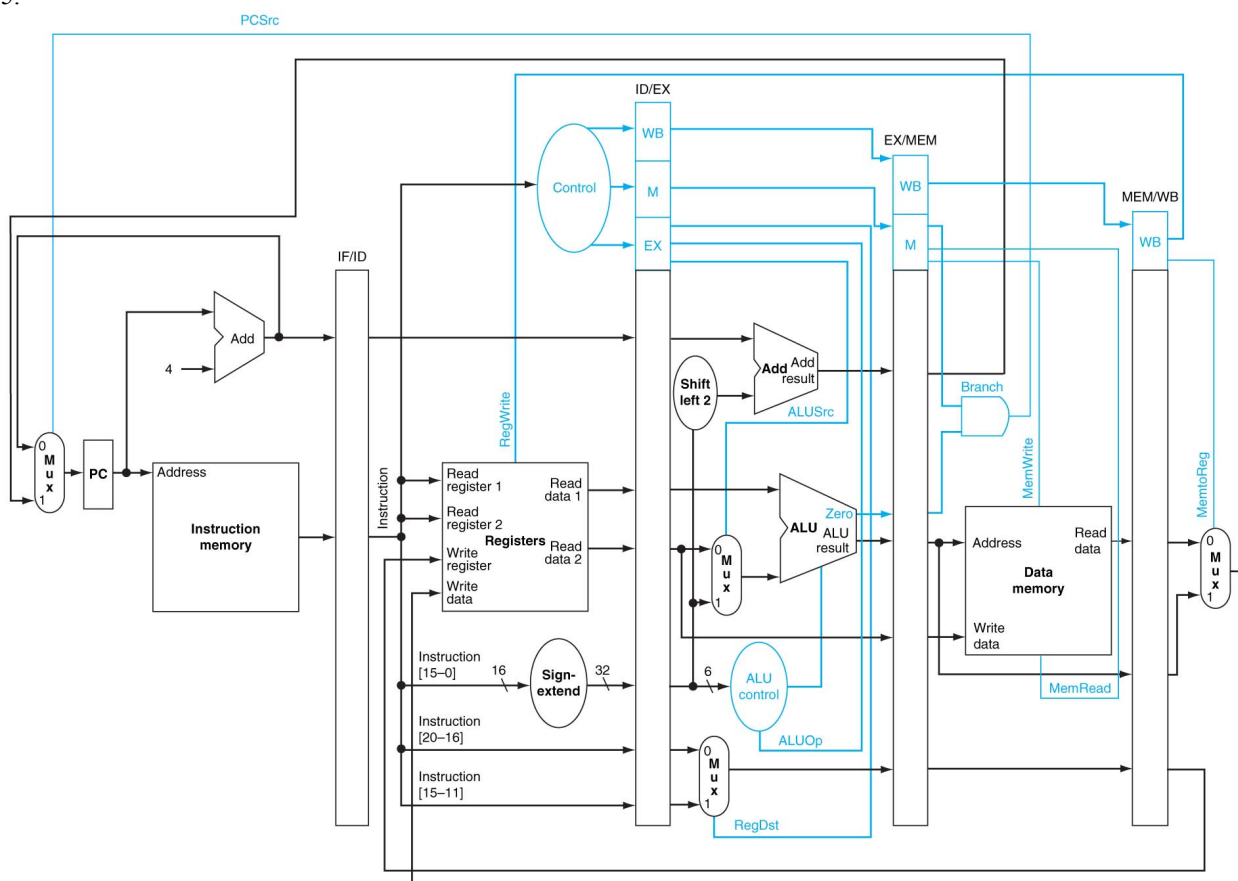 5.
PCSrc
ID/EX
WB
M
EX
Control
EX/MEM
WB
M
MEM/WB
WB
IF/ID
Add
4
RegWrite
Shift
left 2
Add
Add
result
ALUSrc
Branch
MemWrite
MemtoReg
0
M
u
x
1
PC
Address
Instruction
memory
Instruction
Read
register 1
Read
register 2
Write
register
Write
data
Registers
Read
data 1
Read
data 2
0
M
u
x
1
Zero
ALU
ALU
result
Address
Read
data
Data
memory
Write
data
0
M
u
x
1
Instruction
[15–0]
16
Sign-
extend
32
6
ALU
control
MemRead
Instruction
[20–16]
ALUOp
Instruction
[15–11]
0
M
u
x
1
RegDst